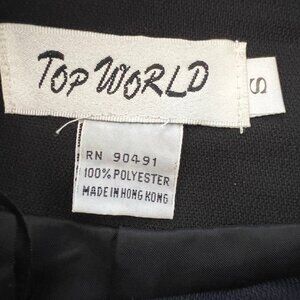 TOP WORLD
S
RN 90491
100% POLYESTER
MADE IN HONG KONG